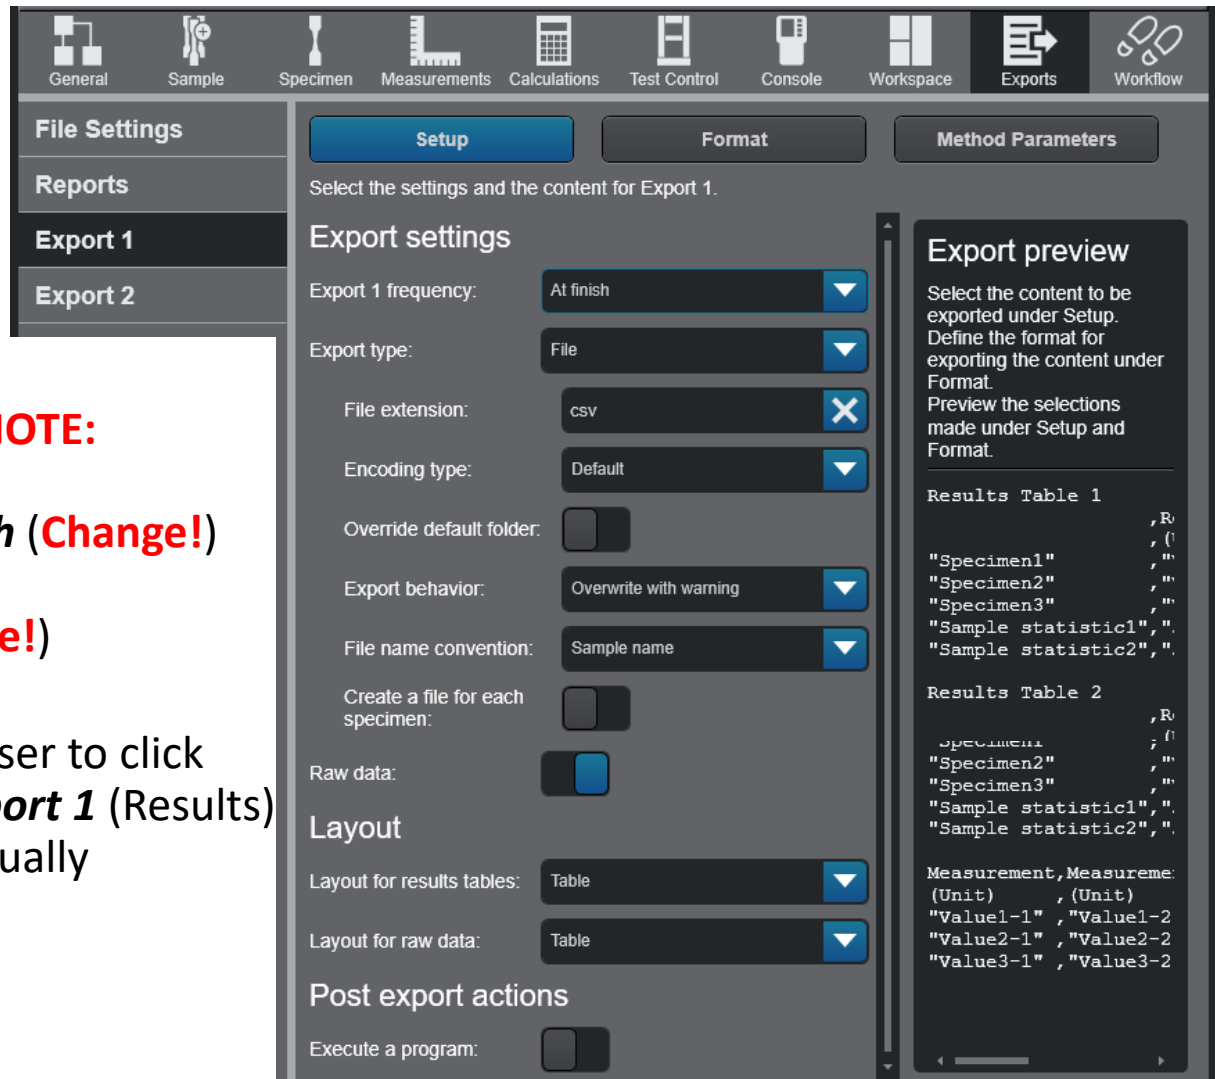 General Sample Specimen Measurements Calculations Test Control Console Workspace Exports Workflow
File Settings
Reports
Export 1
Export 2
Setup Format Method Parameters
Select the settings and the content for Export 1.
Export settings
Export 1 frequency: At finish
Export type: File
File extension: csv
Encoding type: Default
Override default folder:
Export behavior: Overwrite with warning
File name convention: Sample name
Create a file for each
specimen:
Raw data:
Layout
Layout for results tables: Table
Layout for raw data: Table
Post export actions
Execute a program:
Export preview
Select the content to be
exported under Setup.
Define the format for
exporting the content under
Format.
Preview the selections
made under Setup and
Format.
Results Table 1
,R
,(
"Specimen1" ,"
"Specimen2" ,"
"Specimen3" ,"
"Sample statistic1","
"Sample statistic2","
Results Table 2
,R
;(
"Specimen2" ,"
"Specimen3" ,"
"Sample statistic1","
"Sample statistic2","
Measurement,Measureme
(Unit) ,(Unit)
"Value1-1" ,"Value1-2
"Value2-1" ,"Value2-2
"Value3-1" ,"Value3-2
OTE:
h (Change!)
e!)
ser to click
ort 1 (Results)
ually